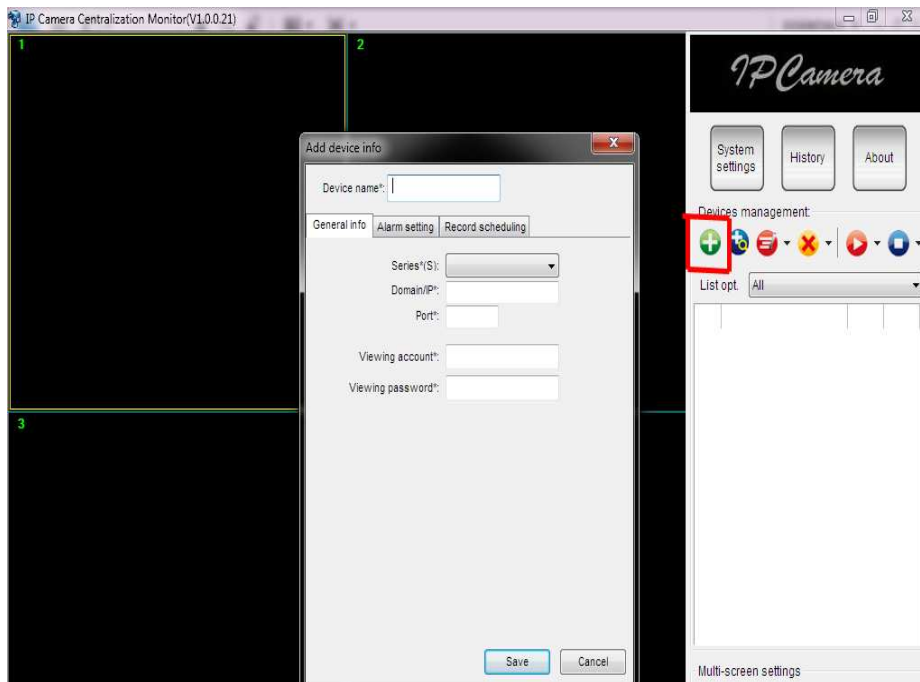 IP Camera Centralization Monitor(V1.0.0.21)
1
2
3
IPCamera
System settings
History
About
Devices management:
List opt. All
Multi-screen settings
Add device info
Device name*:
General info Alarm setting Record scheduling
Series*(S):
Domain/IP*:
Port*:
Viewing account*:
Viewing password*:
Save Cancel